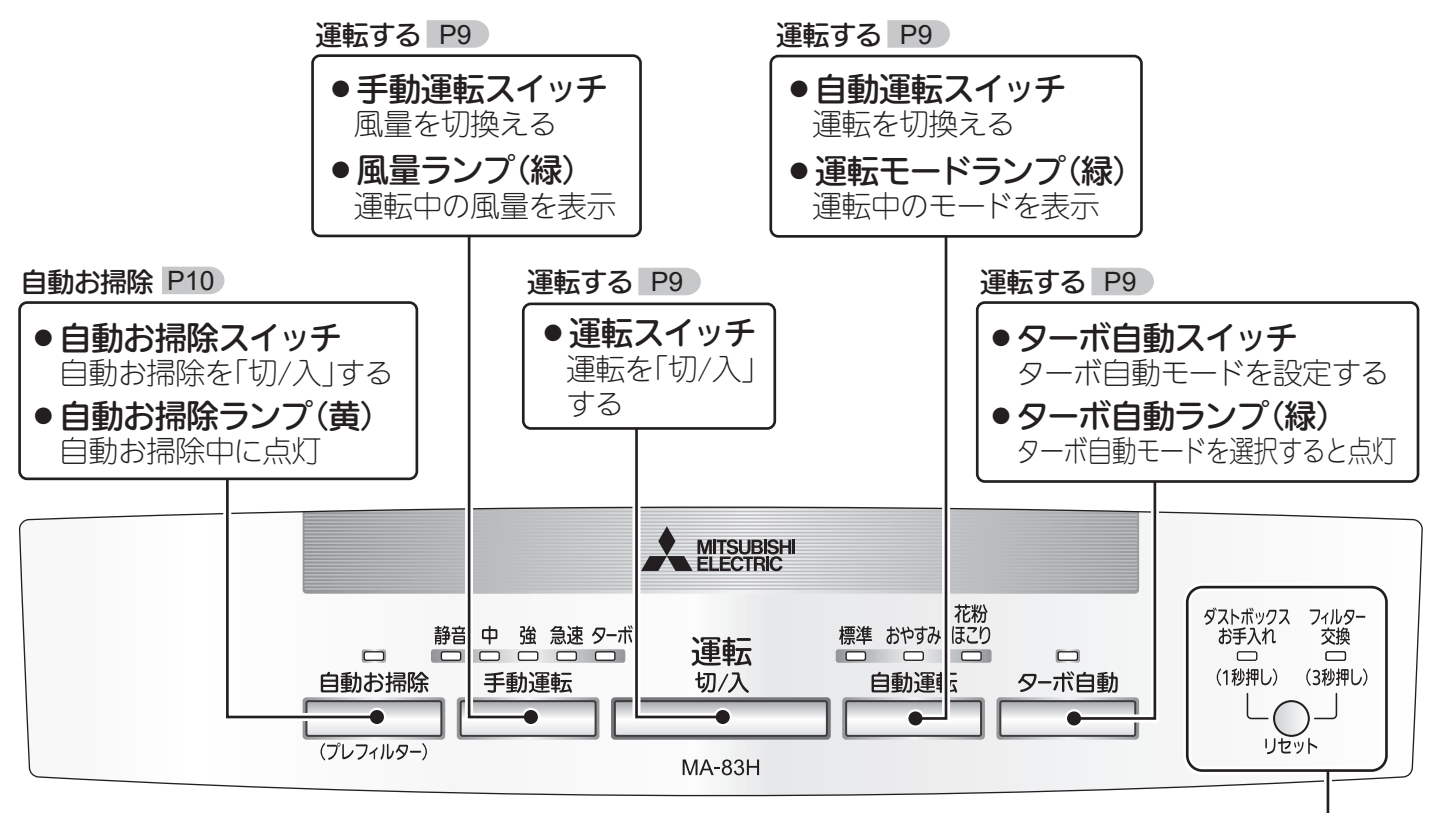 運転する P9
● 手動運転スイッチ
風量を切換える
● 風量ランプ(緑)
運転中の風量を表示
運転する P9
● 自動運転スイッチ
運転を切換える
● 運転モードランプ(緑)
運転中のモードを表示
自動お掃除 P10
● 自動お掃除スイッチ
自動お掃除を「切/入」する
● 自動お掃除ランプ(黄)
自動お掃除中に点灯
運転する P9
● 運転スイッチ
運転を「切/入」
する
運転する P9
● ターボ自動スイッチ
ターボ自動モードを設定する
● ターボ自動ランプ(緑)
ターボ自動モードを選択すると点灯
MITSUBISHI
ELECTRIC
自動お掃除
(プレフィルター)
静音 中 強 急速 ターボ
手動運転
運転
切/入
標準 おやすみ 花粉
ほこり
自動運転
ターボ自動
MA-83H
ダストボックス
お手入れ
(1秒押し)
フィルター
交換
(3秒押し)
リセット